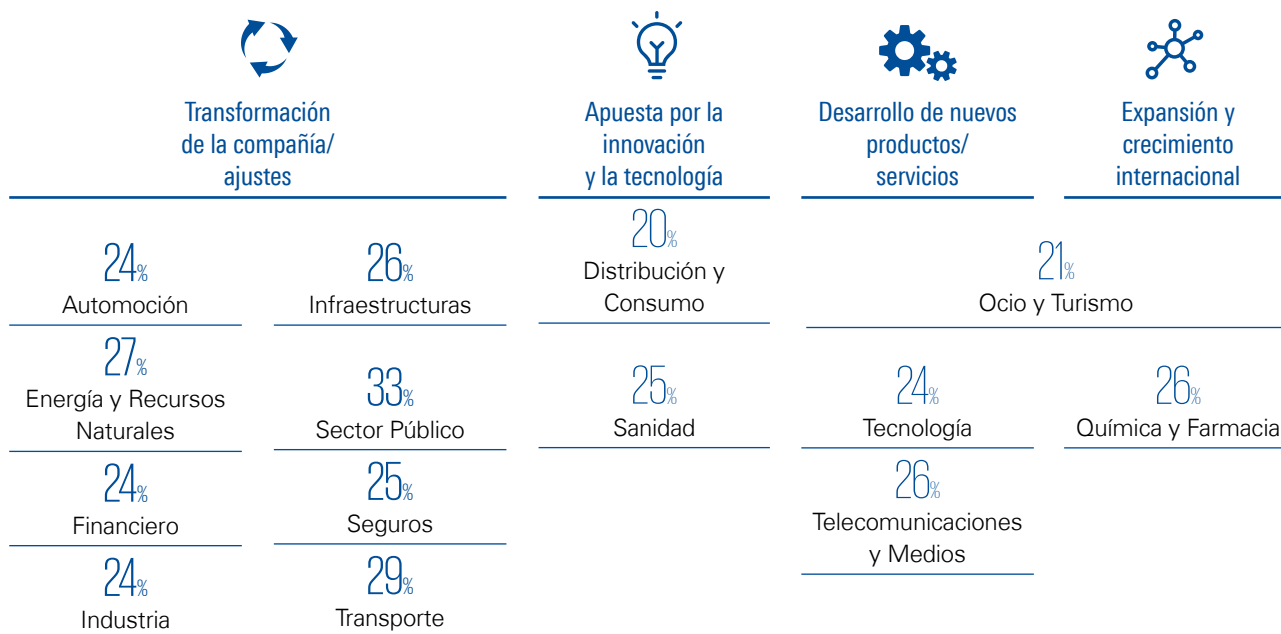 Transformación
de la compañía/
ajustes
24%
Automoción
26%
Infraestructuras
27%
Energía y Recursos
Naturales
33%
Sector Público
24%
Financiero
25%
Seguros
24%
Industria
29%
Transporte
Apuesta por la
innovación
y la tecnología
20%
Distribución y
Consumo
25%
Sanidad
Desarrollo de nuevos
productos/
servicios
Expansión y
crecimiento
internacional
21%
Ocio y Turismo
24%
Tecnología
26%
Química y Farmacia
26%
Telecomunicaciones
y Medios